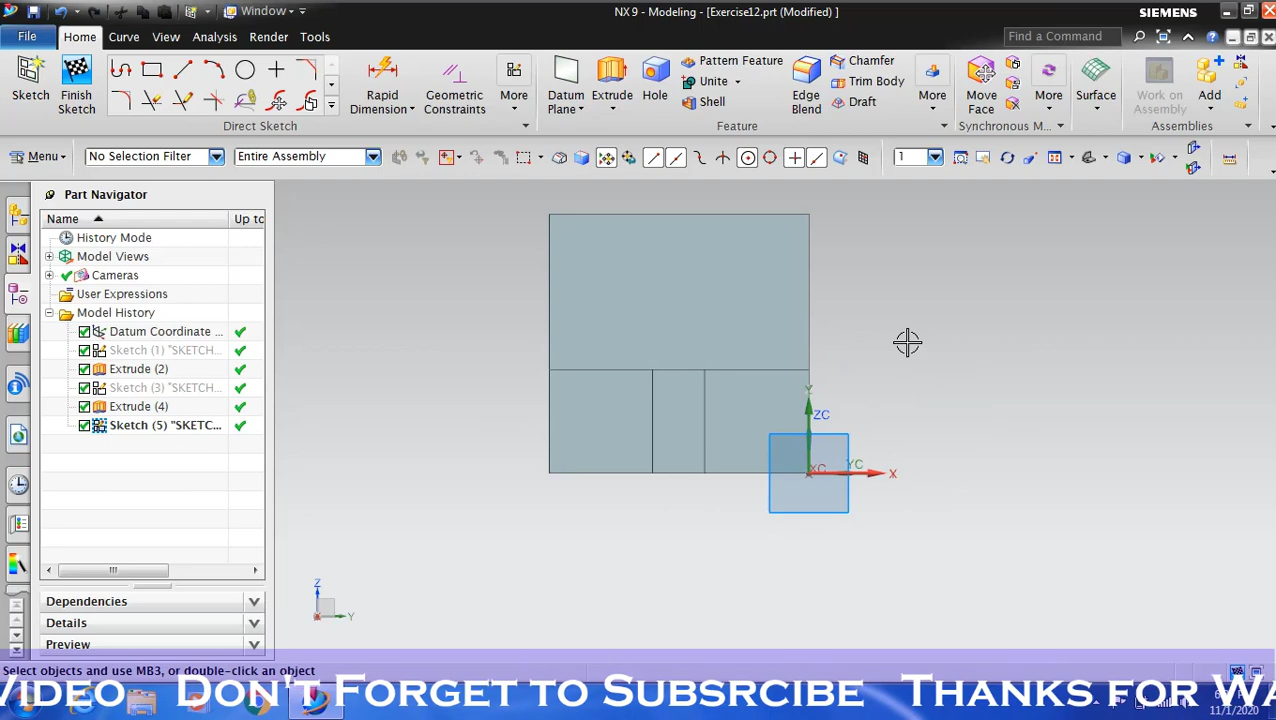 NX 9 - Modeling - [Exercise12.prt (Modified) ]
SIEMENS
Window
File
Home
Curve
View
Analysis
Render
Tools
Find a Command
Sketch
Finish Sketch
Direct Sketch
Rapid Dimension
Geometric Constraints
More
Datum Plane
Extrude
Hole
Pattern Feature
Unite
Shell
Edge Blend
Chamfer
Trim Body
Draft
More
Feature
Move Face
More
Synchronous M...
Surface
Work on Assembly
Add
Assemblies
Menu
No Selection Filter
Entire Assembly
1
Part Navigator
Name
Up to
History Mode
Model Views
Cameras
User Expressions
Model History
Datum Coordinate ...
Sketch (1) "SKETCH...
Extrude (2)
Sketch (3) "SKETCH...
Extrude (4)
Sketch (5) "SKETC...
Dependencies
Details
Preview
Y
ZC
XC
YC
X
Z
X
Y
Select objects and use MB3, or double-click an object
VIDEO Don't Forget to Subsrcibe Thanks for Wa
11/1/2020